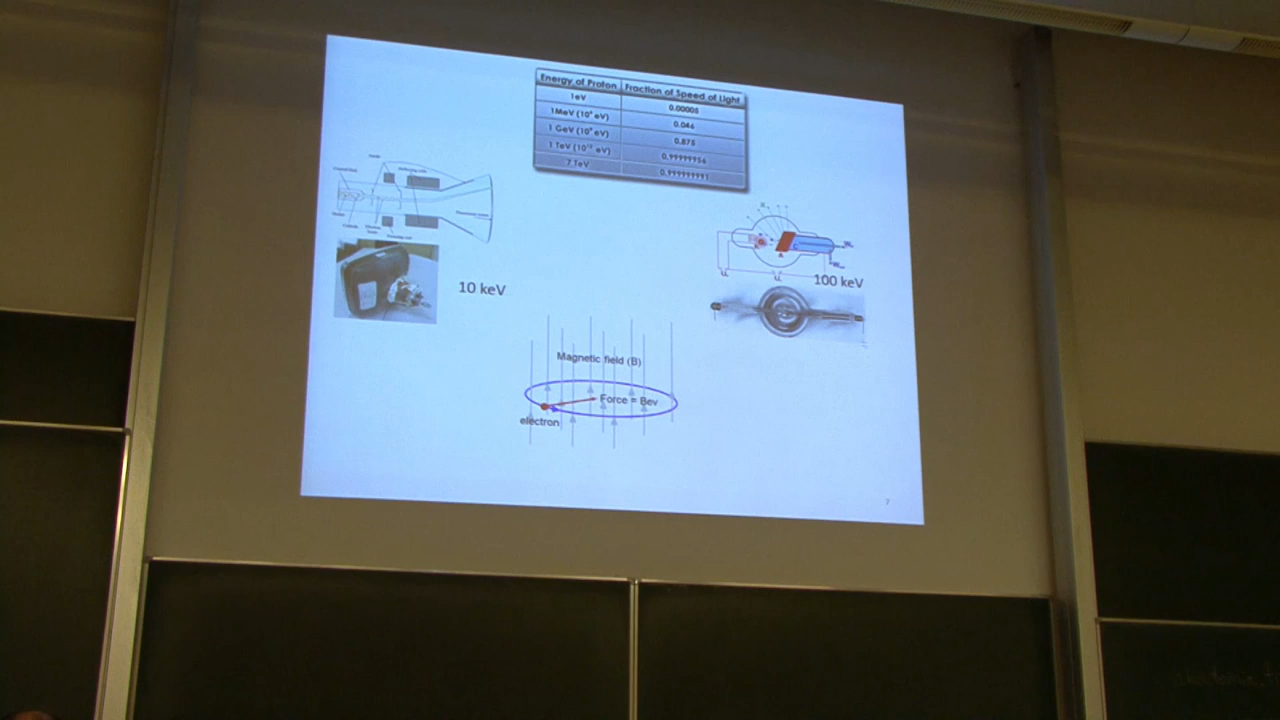 Energy of Proton Fraction of Speed of Light
1eV 0.00005
1MeV (10⁶ eV) 0.046
1 GeV (10⁹ eV) 0.875
1 TeV (10¹² eV) 0.99999956
7 TeV 0.999999991
10 keV
100 keV
Magnetic field (B)
Force = Bev
electron
7